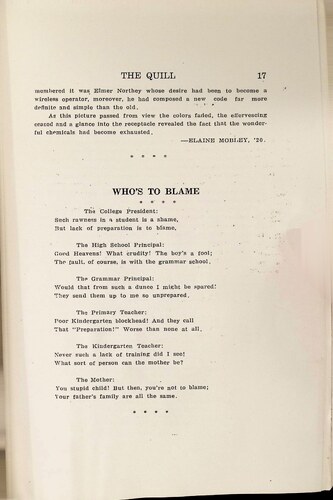 THE QUILL 17
membered it was Elmer Northey whose desire had been to become a
wireless operator, moreover, he had composed a new code far more
definite and simple than the old.
As this picture passed from view the colors faded, the effervescing
ceased and a glance into the receptacle revealed the fact that the wonder-
ful chemicals had become exhausted.
—ELAINE MOBLEY, '20.
* * * *
WHO'S TO BLAME
* * * *
The College President:
Such rawness in a student is a shame,
But lack of preparation is to blame,
The High School Principal:
Good Heavens! What crudity! The boy's a fool;
The fault, of course, is with the grammar school.
The Grammar Principal:
Would that from such a dunce I might be spared!
They send them up to me so unprepared.
The Primary Teacher:
Poor Kindergarten blockhead! And they call
That "Preparation!" Worse than none at all.
The Kindergarten Teacher:
Never such a lack of training did I see!
What sort of person can the mother be?
The Mother:
You stupid child! But then, you're not to blame;
Your father's family are all the same.
* * * *